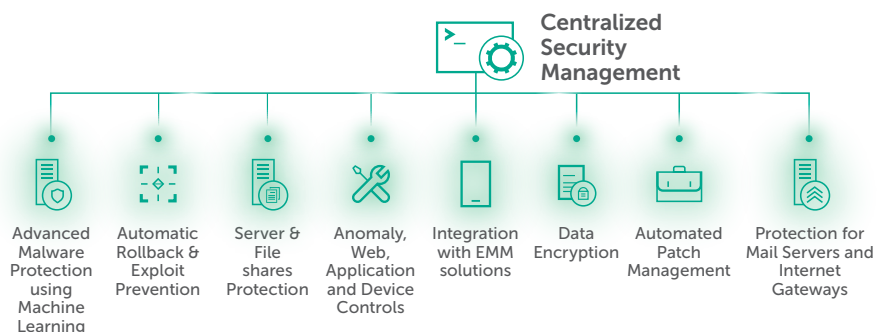 >_
Centralized
Security
Management
Advanced
Malware
Protection
using
Machine
Learning
Automatic
Rollback &
Exploit
Prevention
Server &
File
shares
Protection
Anomaly,
Web,
Application
and Device
Controls
Integration
with EMM
solutions
Data
Encryption
Automated
Patch
Management
Protection for
Mail Servers and
Internet
Gateways